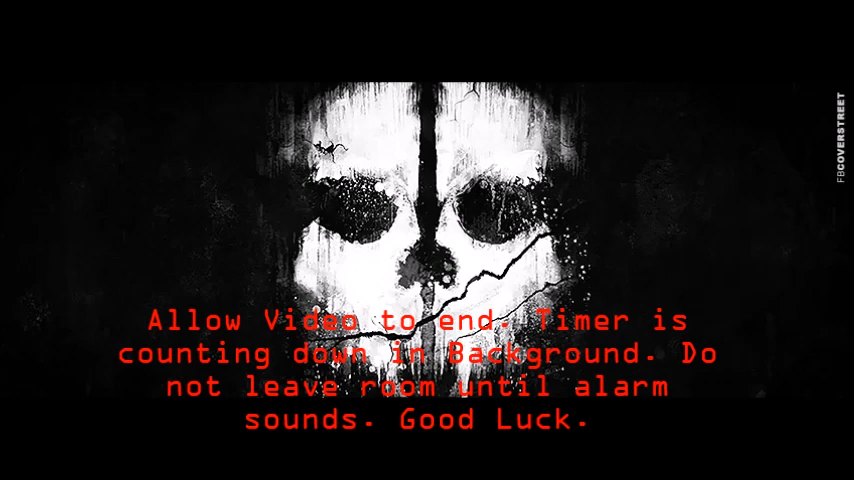 FBCOVERSTREET
Allow Video to end. Timer is
counting down in Background. Do
not leave room until alarm
sounds. Good Luck.